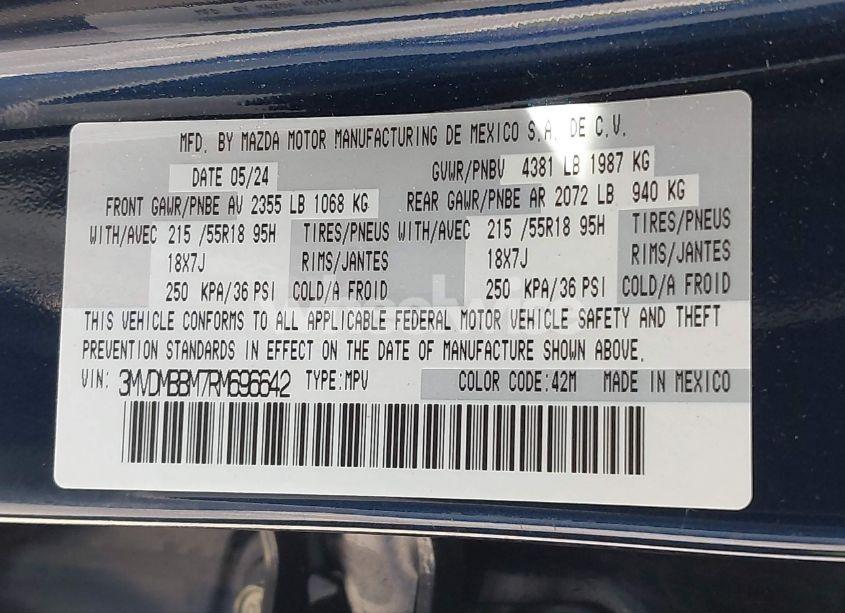 MFD. BY MAZDA MOTOR MANUFACTURING DE MEXICO S.A. DE C.V.
DATE 05/24 GVWR/PNBV 4381 LB 1987 KG
FRONT GAWR/PNBE AV 2355 LB 1068 KG REAR GAWR/PNBE AR 2072 LB 940 KG
WITH/AVEC 215 /55R18 95H TIRES/PNEUS WITH/AVEC 215 /55R18 95H TIRES/PNEUS
18X7J RIMS/JANTES 18X7J RIMS/JANTES
250 KPA/36 PSI COLD/A FROID 250 KPA/36 PSI COLD/A FROID
THIS VEHICLE CONFORMS TO ALL APPLICABLE FEDERAL MOTOR VEHICLE SAFETY AND THEFT
PREVENTION STANDARDS IN EFFECT ON THE DATE OF MANUFACTURE SHOWN ABOVE.
VIN: 3MVDMBBM7RM696642 TYPE:MPV COLOR CODE:42M MADE IN MEXICO